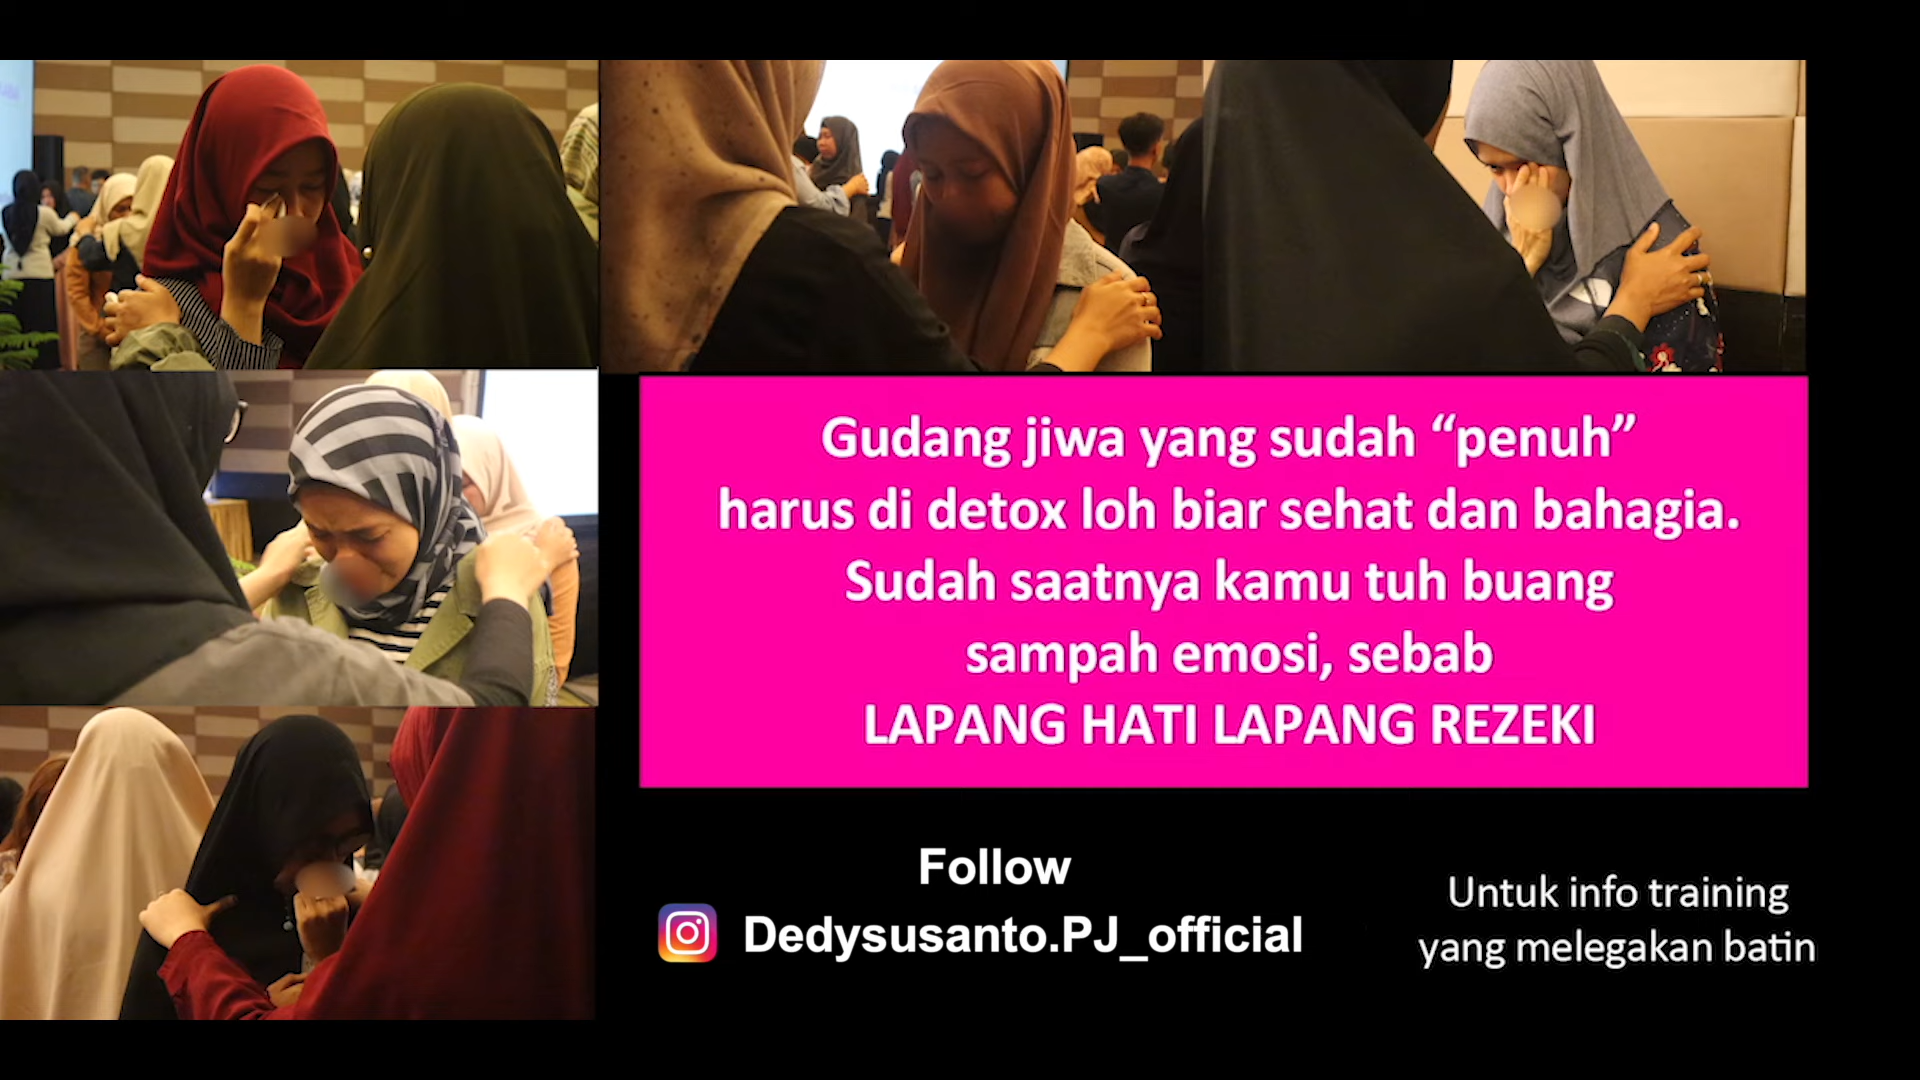 Gudang jiwa yang sudah “penuh”
harus di detox loh biar sehat dan bahagia.
Sudah saatnya kamu tuh buang
sampah emosi, sebab
LAPANG HATI LAPANG REZEKI
Follow
Dedysusanto.PJ_official
Untuk info training
yang melegakan batin